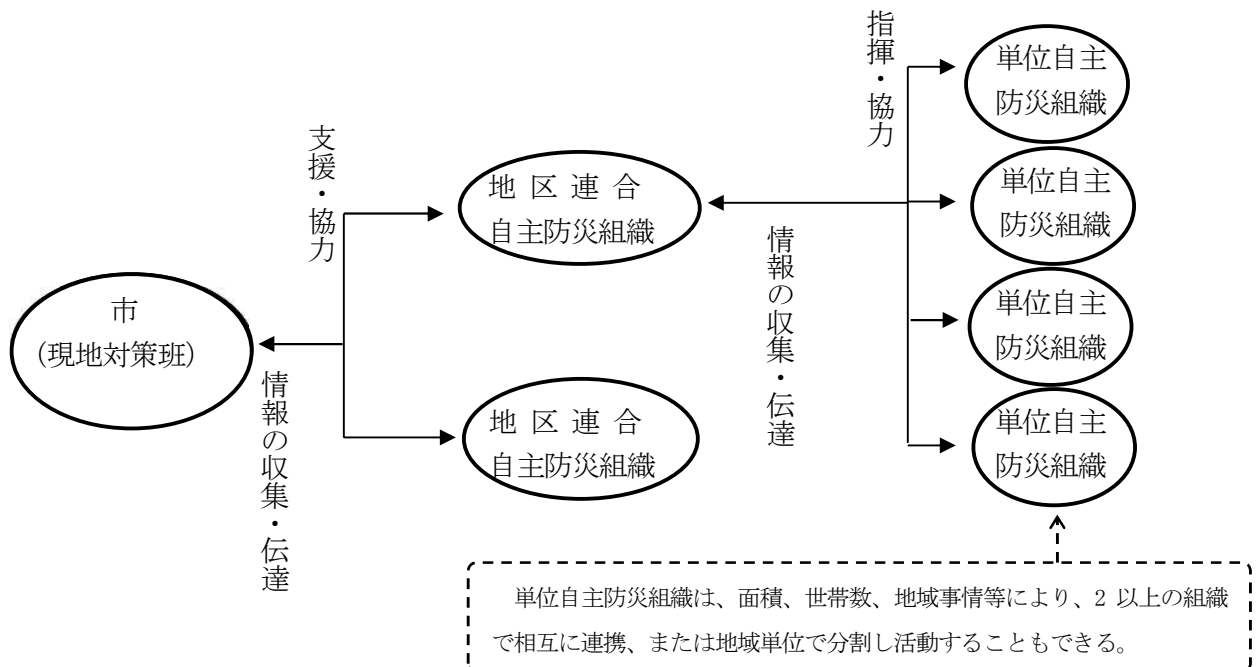 市
(現地対策班)
支援・協力
情報の収集・伝達
地区連合
自主防災組織
地区連合
自主防災組織
指揮・協力
情報の収集・伝達
単位自主
防災組織
単位自主
防災組織
単位自主
防災組織
単位自主
防災組織
単位自主防災組織は、面積、世帯数、地域事情等により、2 以上の組織
で相互に連携、または地域単位で分割し活動することもできる。